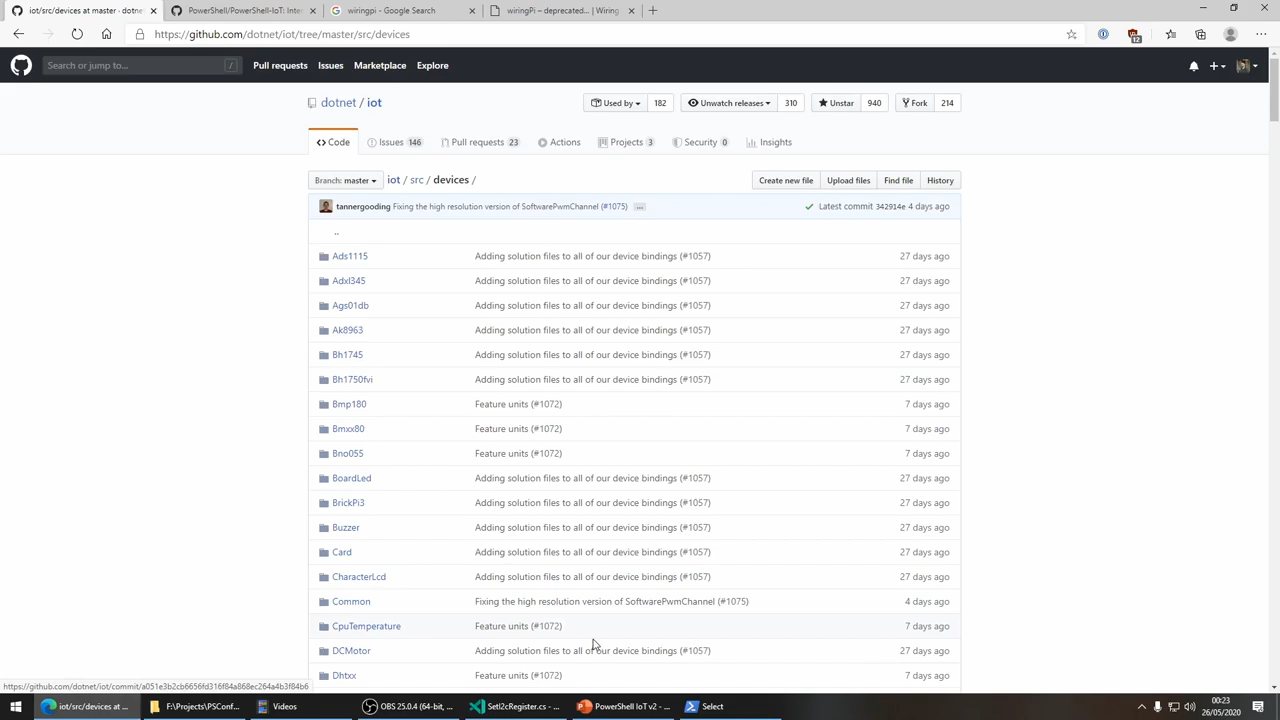 iot/src/devices at master · dotnet
PowerShell/PowerShell-IoT: Inter
wiringpi - Google Search
wiringPi – deprecated... | Wiring
https://github.com/dotnet/iot/tree/master/src/devices
12
Search or jump to... /
Pull requests Issues Marketplace Explore
dotnet / iot
Used by 182 Unwatch releases 310 Unstar 940 Fork 214
Code Issues 146 Pull requests 23 Actions Projects 3 Security 0 Insights
Branch: master iot / src / devices / Create new file Upload files Find file History
tannergooding Fixing the high resolution version of SoftwarePwmChannel (#1075) ... Latest commit 342914e 4 days ago
..
Ads1115 Adding solution files to all of our device bindings (#1057) 27 days ago
Adxl345 Adding solution files to all of our device bindings (#1057) 27 days ago
Ags01db Adding solution files to all of our device bindings (#1057) 27 days ago
Ak8963 Adding solution files to all of our device bindings (#1057) 27 days ago
Bh1745 Adding solution files to all of our device bindings (#1057) 27 days ago
Bh1750fvi Adding solution files to all of our device bindings (#1057) 27 days ago
Bmp180 Feature units (#1072) 7 days ago
Bmxx80 Feature units (#1072) 7 days ago
Bno055 Feature units (#1072) 7 days ago
BoardLed Adding solution files to all of our device bindings (#1057) 27 days ago
BrickPi3 Adding solution files to all of our device bindings (#1057) 27 days ago
Buzzer Adding solution files to all of our device bindings (#1057) 27 days ago
Card Adding solution files to all of our device bindings (#1057) 27 days ago
CharacterLcd Adding solution files to all of our device bindings (#1057) 27 days ago
Common Fixing the high resolution version of SoftwarePwmChannel (#1075) 4 days ago
CpuTemperature Feature units (#1072) 7 days ago
DCMotor Adding solution files to all of our device bindings (#1057) 27 days ago
Dhtxx Feature units (#1072) 7 days ago
https://github.com/dotnet/iot/commit/a051e3b2cb6656fd316f84a868ec264a4b3f84b6
iot/src/devices at ... F:\Projects\PSConf... Videos OBS 25.0.4 (64-bit, ... SetI2cRegister.cs - ... PowerShell IoT v2 - ... Select
00:23
26/05/2020